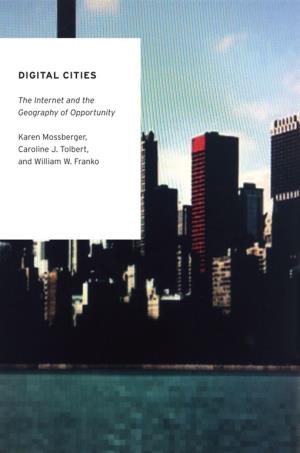 DIGITAL CITIES
The Internet and the
Geography of Opportunity
Karen Mossberger,
Caroline J. Tolbert,
and William W. Franko